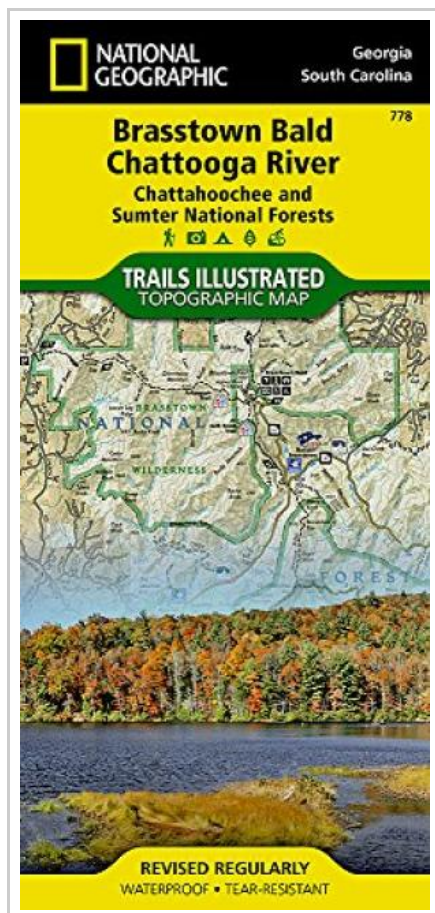 NATIONAL
GEOGRAPHIC
Georgia
South Carolina
778
Brasstown Bald
Chattooga River
Chattahoochee and
Sumter National Forests
TRAILS ILLUSTRATED
TOPOGRAPHIC MAP
BRASSTOWN
NATIONAL
WILDERNESS
FOREST
REVISED REGULARLY
WATERPROOF • TEAR-RESISTANT